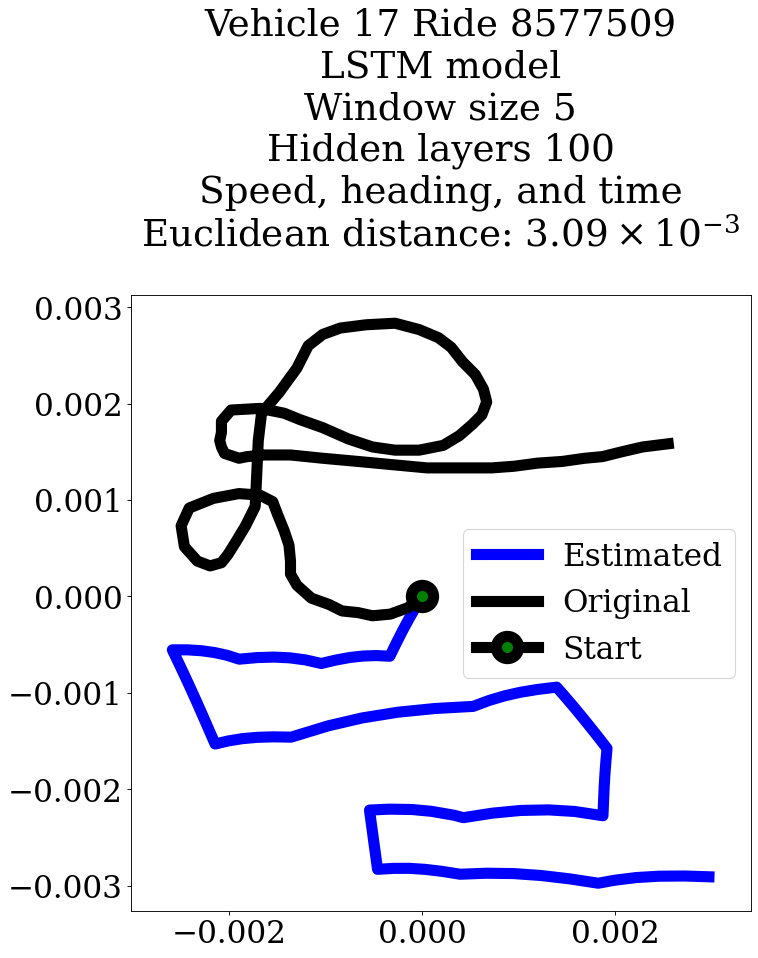 Vehicle 17 Ride 8577509
LSTM model
Window size 5
Hidden layers 100
Speed, heading, and time
Euclidean distance: 3.09 × 10⁻³
0.003
0.002
0.001
0.000
−0.001
−0.002
−0.003
Estimated
Original
Start
−0.002 0.000 0.002